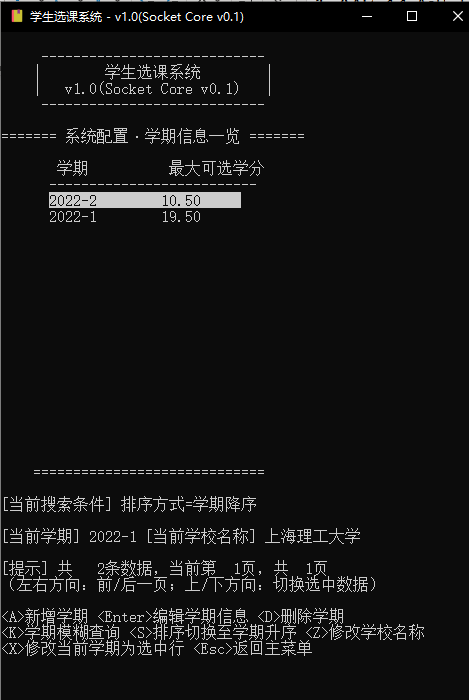 学生选课系统 - v1.0(Socket Core v0.1)
----------------------------
| 学生选课系统 |
| v1.0(Socket Core v0.1) |
----------------------------
======= 系统配置·学期信息一览 =======
学期 最大可选学分
--------------------------
2022-2 10.50
2022-1 19.50
=============================
[当前搜索条件] 排序方式=学期降序
[当前学期] 2022-1 [当前学校名称] 上海理工大学
[提示] 共 2条数据, 当前第 1页, 共 1页
(左右方向: 前/后一页; 上/下方向: 切换选中数据)
<A>新增学期 <Enter>编辑学期信息 <D>删除学期
<K>学期模糊查询 <S>排序切换至学期升序 <Z>修改学校名称
<X>修改当前学期为选中行 <Esc>返回主菜单